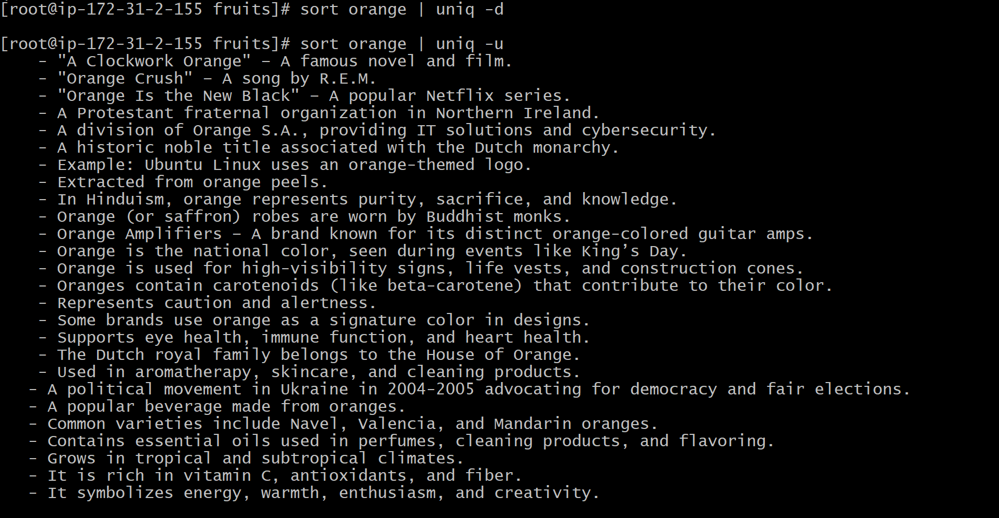 [root@ip-172-31-2-155 fruits]# sort orange | uniq -d

[root@ip-172-31-2-155 fruits]# sort orange | uniq -u
    - "A Clockwork Orange" – A famous novel and film.
    - "Orange Crush" – A song by R.E.M.
    - "Orange Is the New Black" – A popular Netflix series.
    - A Protestant fraternal organization in Northern Ireland.
    - A division of Orange S.A., providing IT solutions and cybersecurity.
    - A historic noble title associated with the Dutch monarchy.
    - Example: Ubuntu Linux uses an orange-themed logo.
    - Extracted from orange peels.
    - In Hinduism, orange represents purity, sacrifice, and knowledge.
    - Orange (or saffron) robes are worn by Buddhist monks.
    - Orange Amplifiers – A brand known for its distinct orange-colored guitar amps.
    - Orange is the national color, seen during events like King’s Day.
    - Orange is used for high-visibility signs, life vests, and construction cones.
    - Oranges contain carotenoids (like beta-carotene) that contribute to their color.
    - Represents caution and alertness.
    - Some brands use orange as a signature color in designs.
    - Supports eye health, immune function, and heart health.
    - The Dutch royal family belongs to the House of Orange.
    - Used in aromatherapy, skincare, and cleaning products.
   - A political movement in Ukraine in 2004–2005 advocating for democracy and fair elections.
   - A popular beverage made from oranges.
   - Common varieties include Navel, Valencia, and Mandarin oranges.
   - Contains essential oils used in perfumes, cleaning products, and flavoring.
   - Grows in tropical and subtropical climates.
   - It is rich in vitamin C, antioxidants, and fiber.
   - It symbolizes energy, warmth, enthusiasm, and creativity.